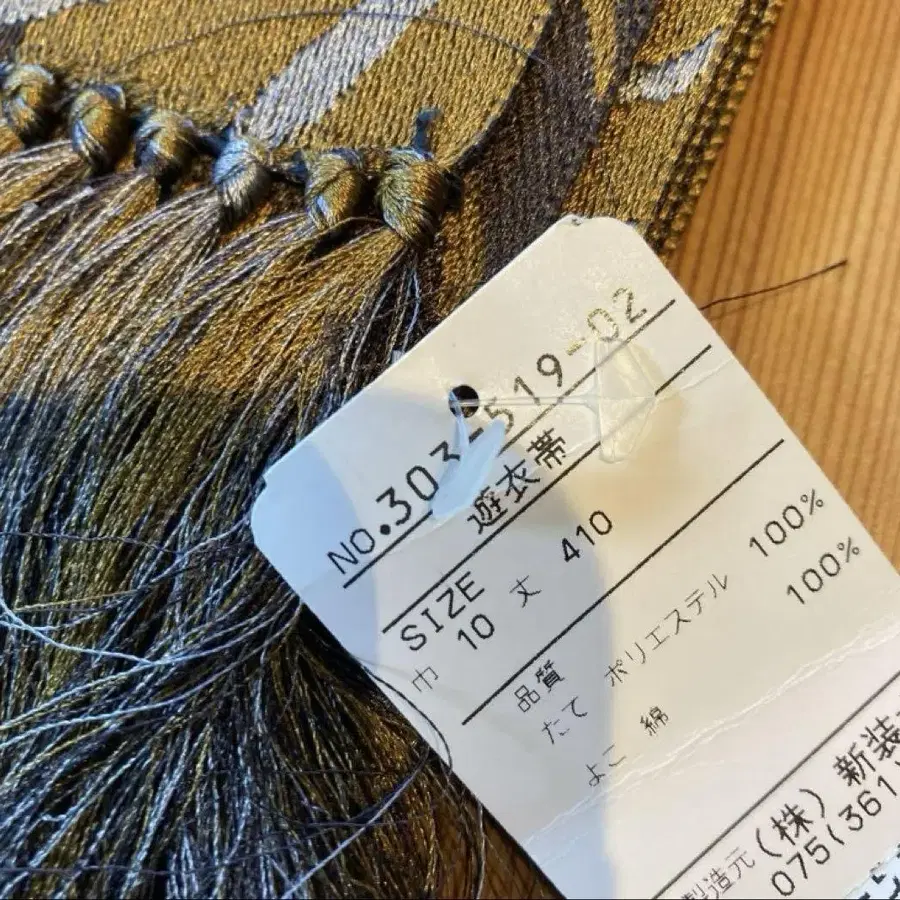 NO.303-519-02
遊衣帯
SIZE
巾 10 丈 410
品質
たて ポリエステル 100%
よこ 綿 100%
製造元(株)新装
075(361)